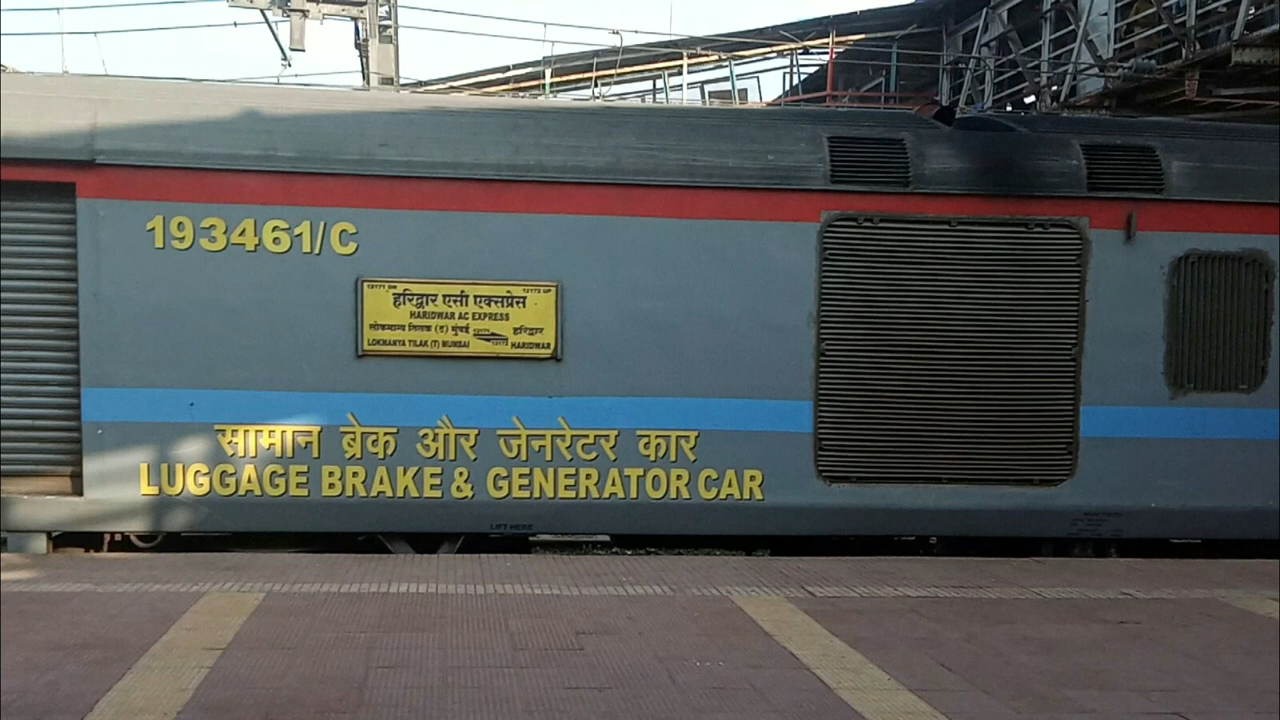 193461/C
12171 DN 12172 UP
हरिद्वार एसी एक्सप्रेस
HARIDWAR AC EXPRESS
लोकमान्य तिलक (ट) मुंबई 12171 हरिद्वार
LOKMANYA TILAK (T) MUMBAI 12172 HARIDWAR
सामान ब्रेक और जेनरेटर कार
LUGGAGE BRAKE & GENERATOR CAR
LIFT HERE